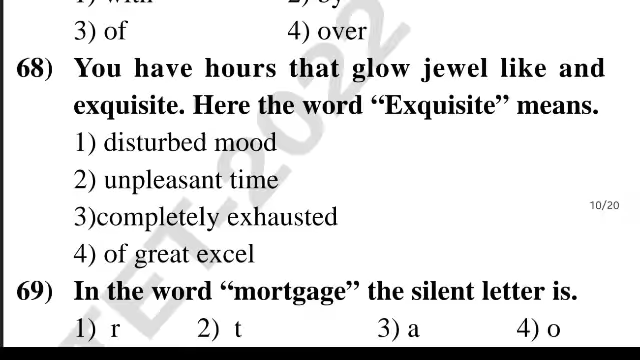 3) of 4) over
68) You have hours that glow jewel like and
exquisite. Here the word “Exquisite” means.
1) disturbed mood
2) unpleasant time
3)completely exhausted
10/20
4) of great excel
69) In the word “mortgage” the silent letter is.
1) r 2) t 3) a 4) o